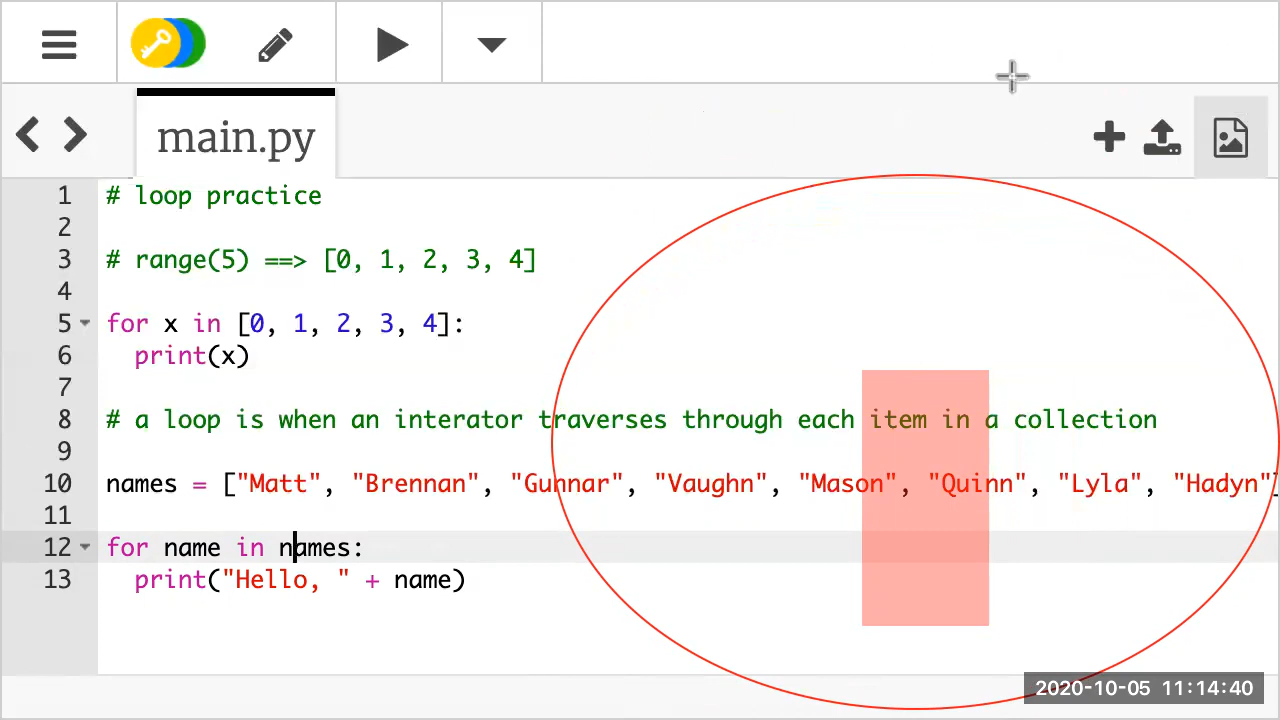 main.py
1 # loop practice
2
3 # range(5) ==> [0, 1, 2, 3, 4]
4
5 for x in [0, 1, 2, 3, 4]:
6 print(x)
7
8 # a loop is when an interator traverses through each item in a collection
9
10 names = ["Matt", "Brennan", "Gunnar", "Vaughn", "Mason", "Quinn", "Lyla", "Hadyn"]
11
12 for name in names:
13 print("Hello, " + name)
2020-10-05 11:14:40